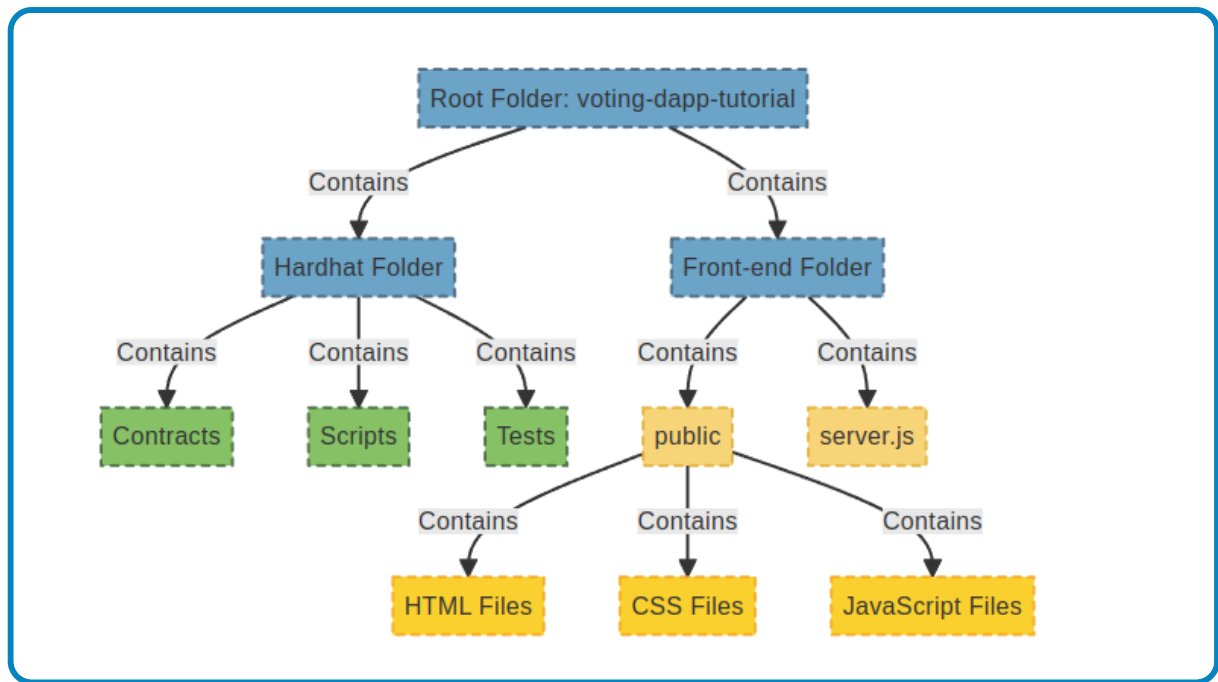 Root Folder: voting-dapp-tutorial
Contains
Contains
Hardhat Folder
Front-end Folder
Contains
Contains
Contains
Contains
Contains
Contracts
Scripts
Tests
public
server.js
Contains
Contains
Contains
HTML Files
CSS Files
JavaScript Files